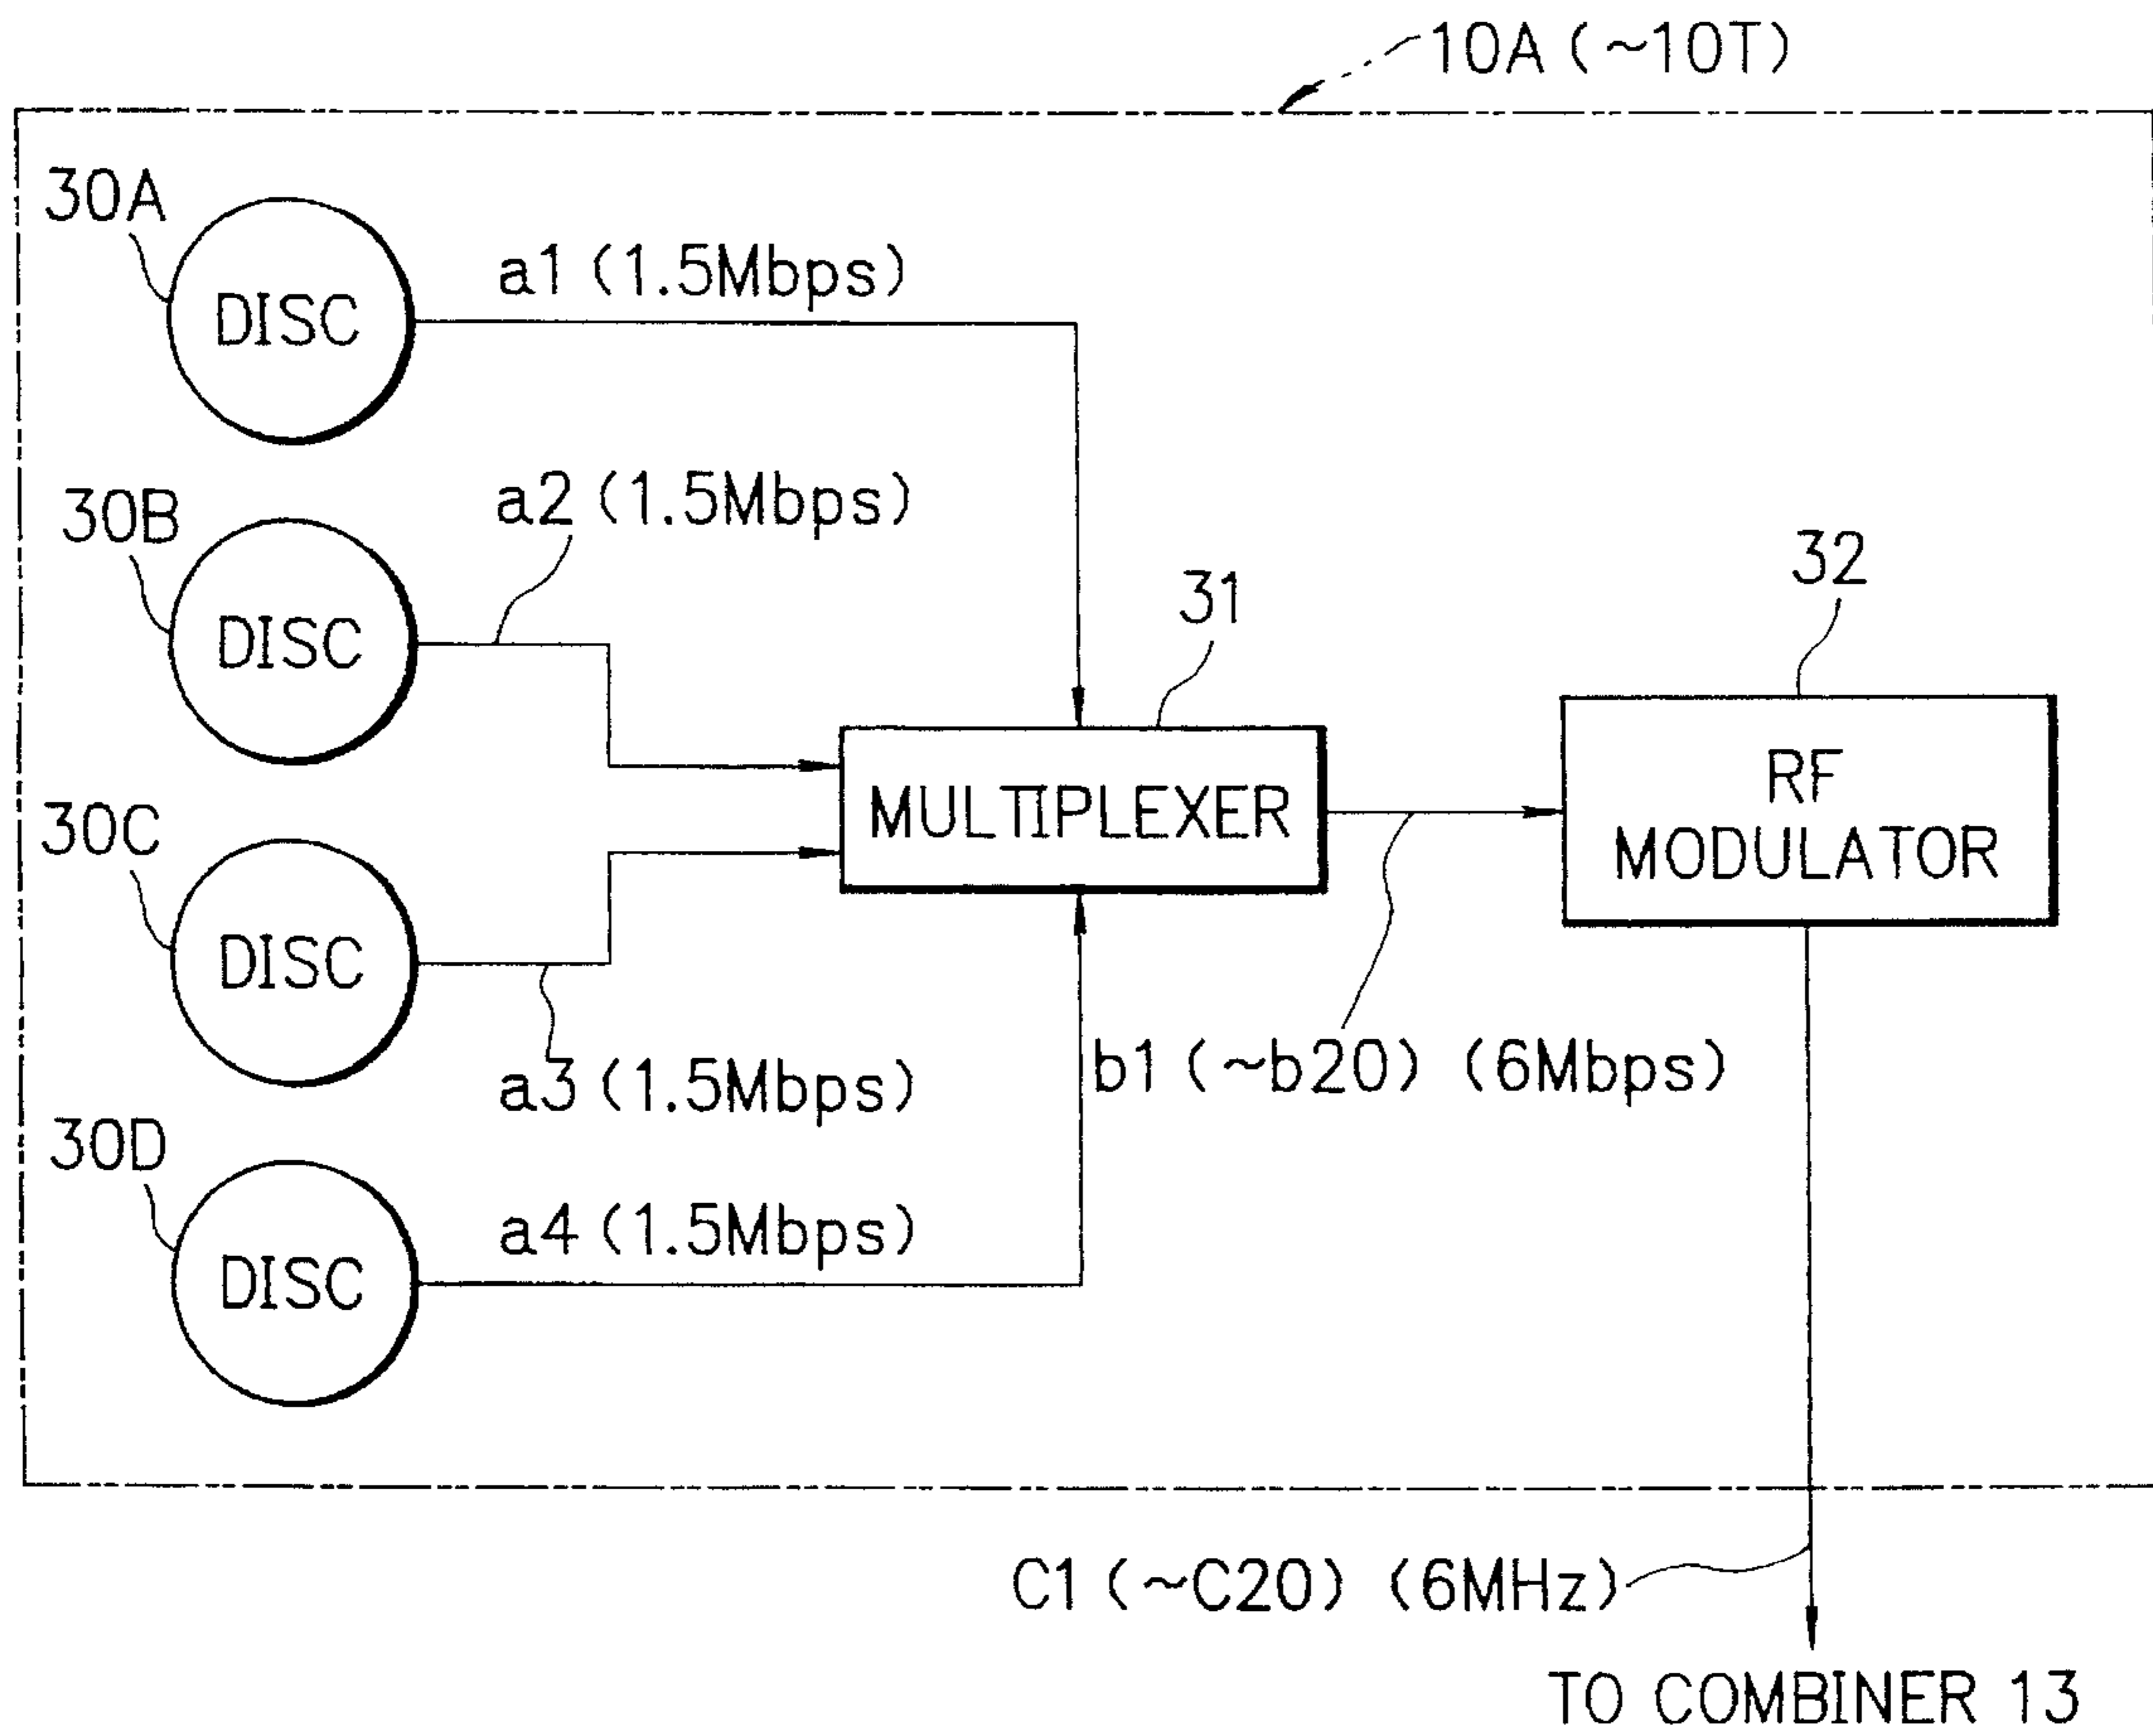 10A (~10T)
30A
DISC
a1 (1.5Mbps)
30B
DISC
a2 (1.5Mbps)
31
32
MULTIPLEXER
RF
MODULATOR
30C
DISC
a3 (1.5Mbps)
b1 (~b20) (6Mbps)
30D
DISC
a4 (1.5Mbps)
C1 (~C20) (6MHz)
TO COMBINER 13